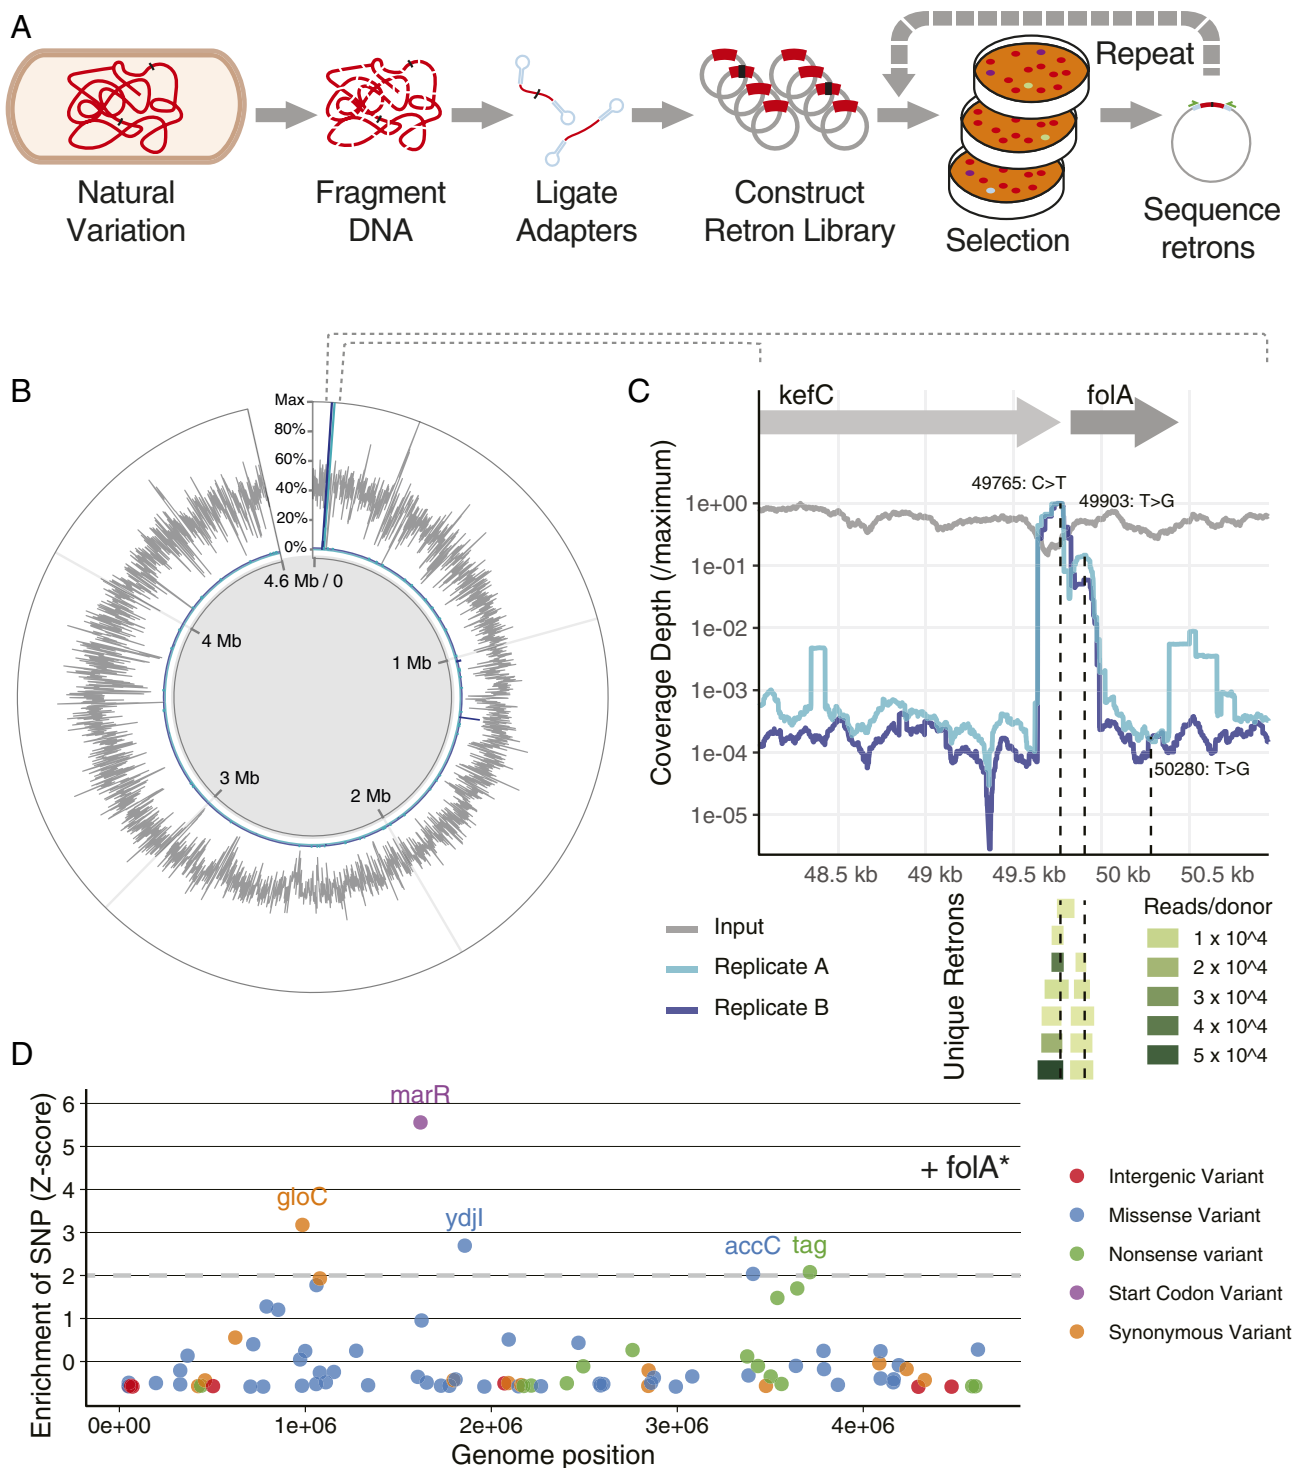 A
Natural
Variation
Fragment
DNA
Ligate
Adapters
Construct
Retron Library
Selection
Repeat
Sequence
retrons
B
Max
80%
60%
40%
20%
0%
4.6 Mb / 0
1 Mb
2 Mb
3 Mb
4 Mb
C
kefC
folA
49765: C>T
49903: T>G
50280: T>G
Coverage Depth (/maximum)
1e+00
1e-01
1e-02
1e-03
1e-04
1e-05
48.5 kb
49 kb
49.5 kb
50 kb
50.5 kb
Input
Replicate A
Replicate B
Unique Retrons
Reads/donor
1 x 10^4
2 x 10^4
3 x 10^4
4 x 10^4
5 x 10^4
D
Enrichment of SNP (Z-score)
6
5
4
3
2
1
0
marR
gloC
ydjI
accC
tag
+ folA*
0e+00
1e+06
2e+06
3e+06
4e+06
Genome position
Intergenic Variant
Missense Variant
Nonsense variant
Start Codon Variant
Synonymous Variant